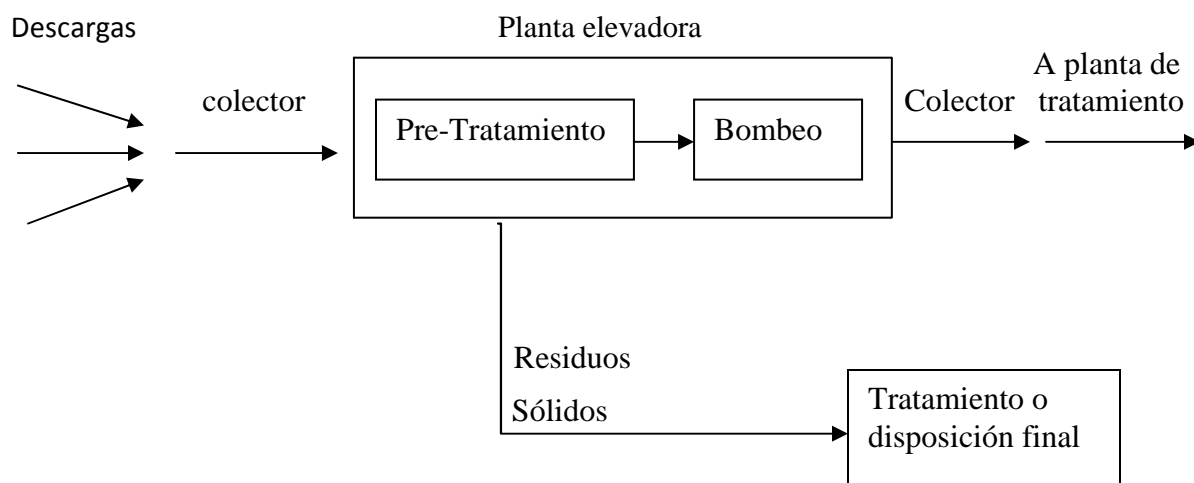 Descargas
Planta elevadora
colector
Pre-Tratamiento
Bombeo
Colector
A planta de
tratamiento
Residuos
Sólidos
Tratamiento o
disposición final